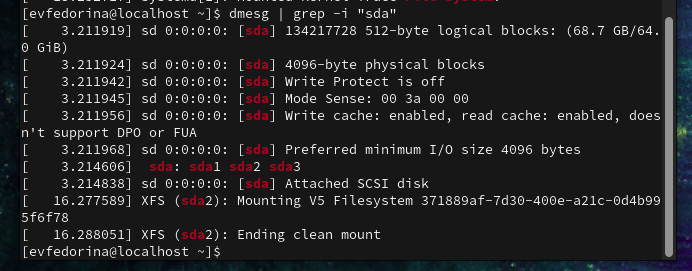 [evfedorina@localhost ~]$ dmesg | grep -i "sda"
[    3.211919] sd 0:0:0:0: [sda] 134217728 512-byte logical blocks: (68.7 GB/64.
0 GiB)
[    3.211924] sd 0:0:0:0: [sda] 4096-byte physical blocks
[    3.211942] sd 0:0:0:0: [sda] Write Protect is off
[    3.211945] sd 0:0:0:0: [sda] Mode Sense: 00 3a 00 00
[    3.211956] sd 0:0:0:0: [sda] Write cache: enabled, read cache: enabled, does
n't support DPO or FUA
[    3.211968] sd 0:0:0:0: [sda] Preferred minimum I/O size 4096 bytes
[    3.214606]  sda: sda1 sda2 sda3
[    3.214838] sd 0:0:0:0: [sda] Attached SCSI disk
[   16.277589] XFS (sda2): Mounting V5 Filesystem 371889af-7d30-400e-a21c-0d4b99
5f6f78
[   16.288051] XFS (sda2): Ending clean mount
[evfedorina@localhost ~]$